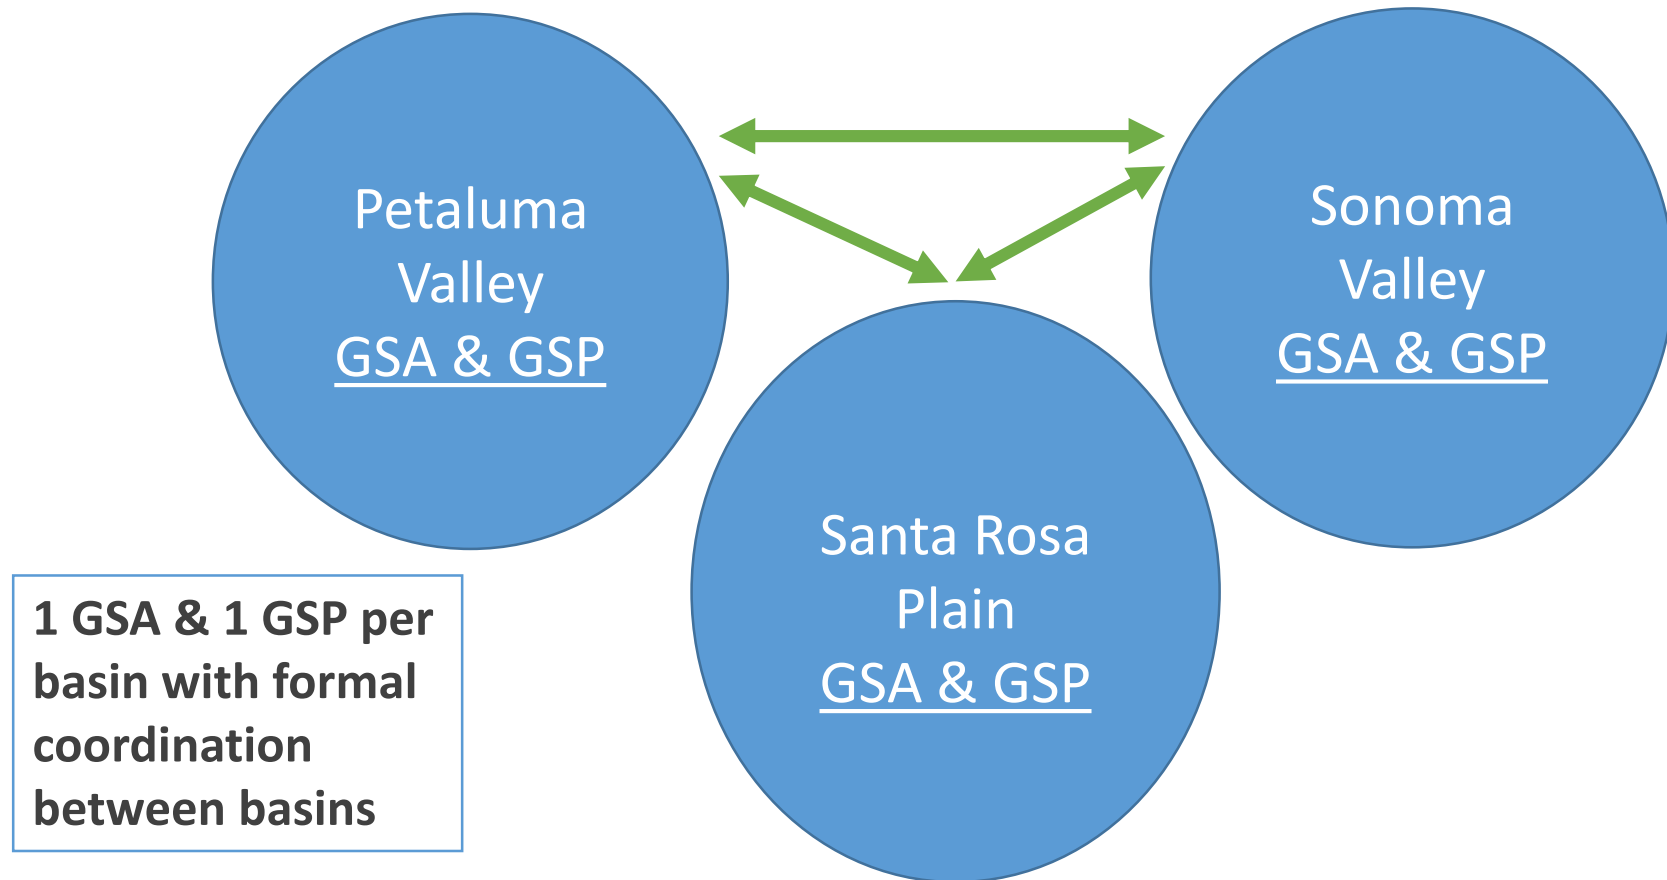 Petaluma
Valley
GSA & GSP
Sonoma
Valley
GSA & GSP
Santa Rosa
Plain
GSA & GSP
1 GSA & 1 GSP per
basin with formal
coordination
between basins